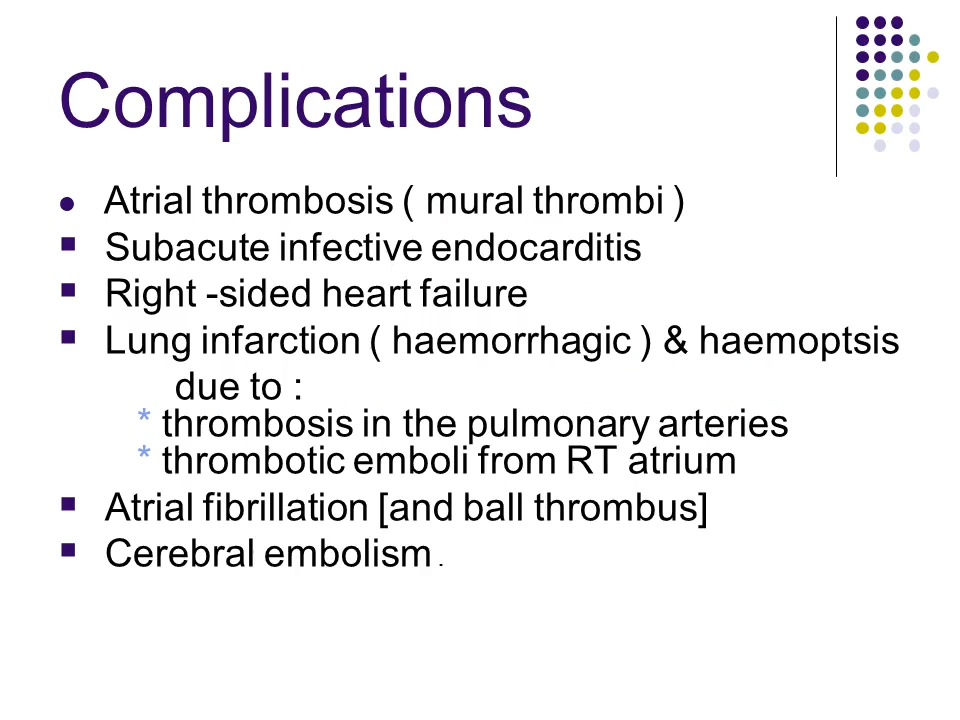 Complications
● Atrial thrombosis ( mural thrombi )
▪ Subacute infective endocarditis
▪ Right -sided heart failure
▪ Lung infarction ( haemorrhagic ) & haemoptsis
due to :
* thrombosis in the pulmonary arteries
* thrombotic emboli from RT atrium
▪ Atrial fibrillation [and ball thrombus]
▪ Cerebral embolism .